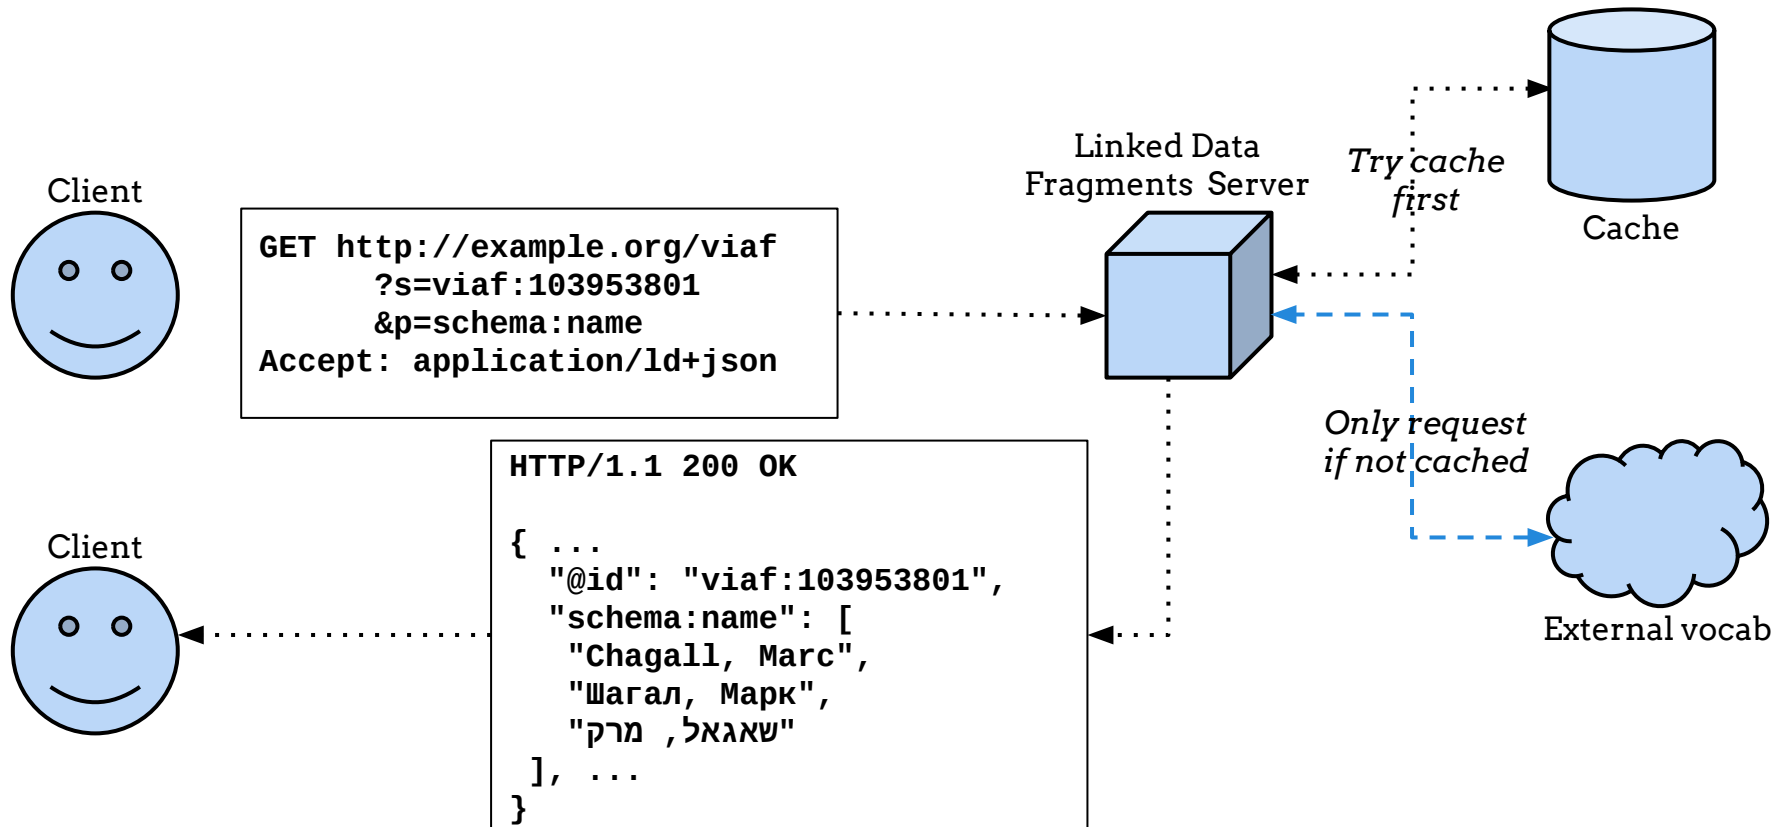 Client
GET http://example.org/viaf
?s=viaf:103953801
&p=schema:name
Accept: application/ld+json
Linked Data
Fragments Server
Try cache
first
Cache
Only request
if not cached
External vocab
Client
HTTP/1.1 200 OK
{ ...
"@id": "viaf:103953801",
"schema:name": [
"Chagall, Marc",
"Шагал, Марк",
"שאגאל, מרק"
], ...
}